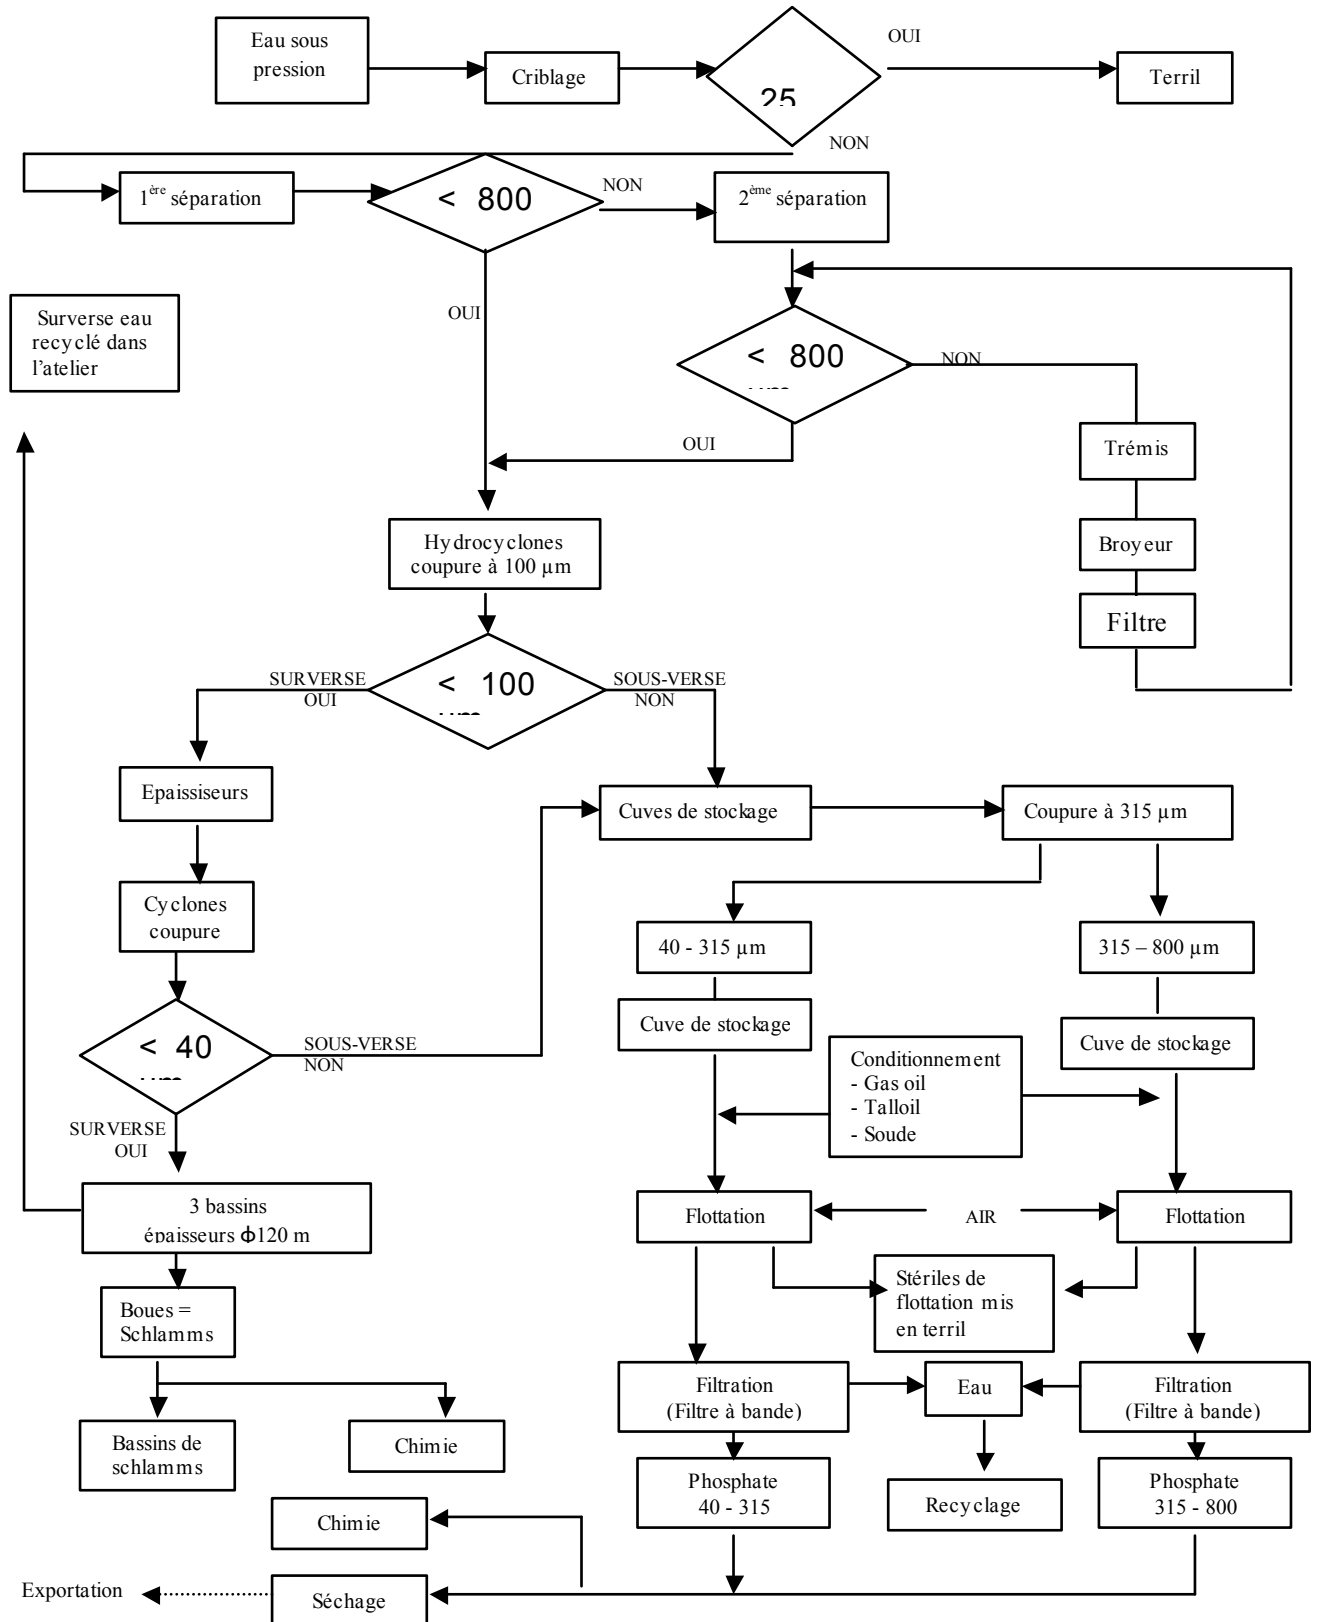 Eau sous
pression
Criblage
25
OUI
Terril
NON
1ère séparation
< 800
NON
2ème séparation
OUI
Surverse eau
recyclé dans
l'atelier
< 800
NON
OUI
Trémis
Broyeur
Filtre
Hydrocyclones
coupure à 100 µm
SURVERSE
OUI
< 100
SOUS-VERSE
NON
Epaissiseurs
Cuves de stockage
Coupure à 315 µm
Cyclones
coupure
40 - 315 µm
315 – 800 µm
Cuve de stockage
Cuve de stockage
< 40
SOUS-VERSE
NON
Conditionnement
- Gas oil
- Talloil
- Soude
SURVERSE
OUI
3 bassins
épaisseurs Φ120 m
Flottation
AIR
Flottation
Boues =
Schlamms
Stériles de
flottation mis
en terril
Filtration
(Filtre à bande)
Eau
Filtration
(Filtre à bande)
Bassins de
schlamms
Chimie
Phosphate
40 - 315
Recyclage
Phosphate
315 - 800
Chimie
Exportation
Séchage